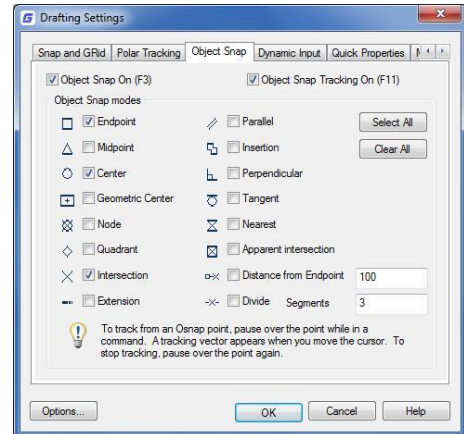 Drafting Settings
Snap and GRid Polar Tracking Object Snap Dynamic Input Quick Properties
Object Snap On (F3) Object Snap Tracking On (F11)
Object Snap modes
Endpoint Parallel Select All
Midpoint Insertion Clear All
Center Perpendicular
Geometric Center Tangent
Node Nearest
Quadrant Apparent intersection
Intersection Distance from Endpoint 100
Extension Divide Segments 3
To track from an Osnap point, pause over the point while in a
command. A tracking vector appears when you move the cursor. To
stop tracking, pause over the point again.
Options... OK Cancel Help